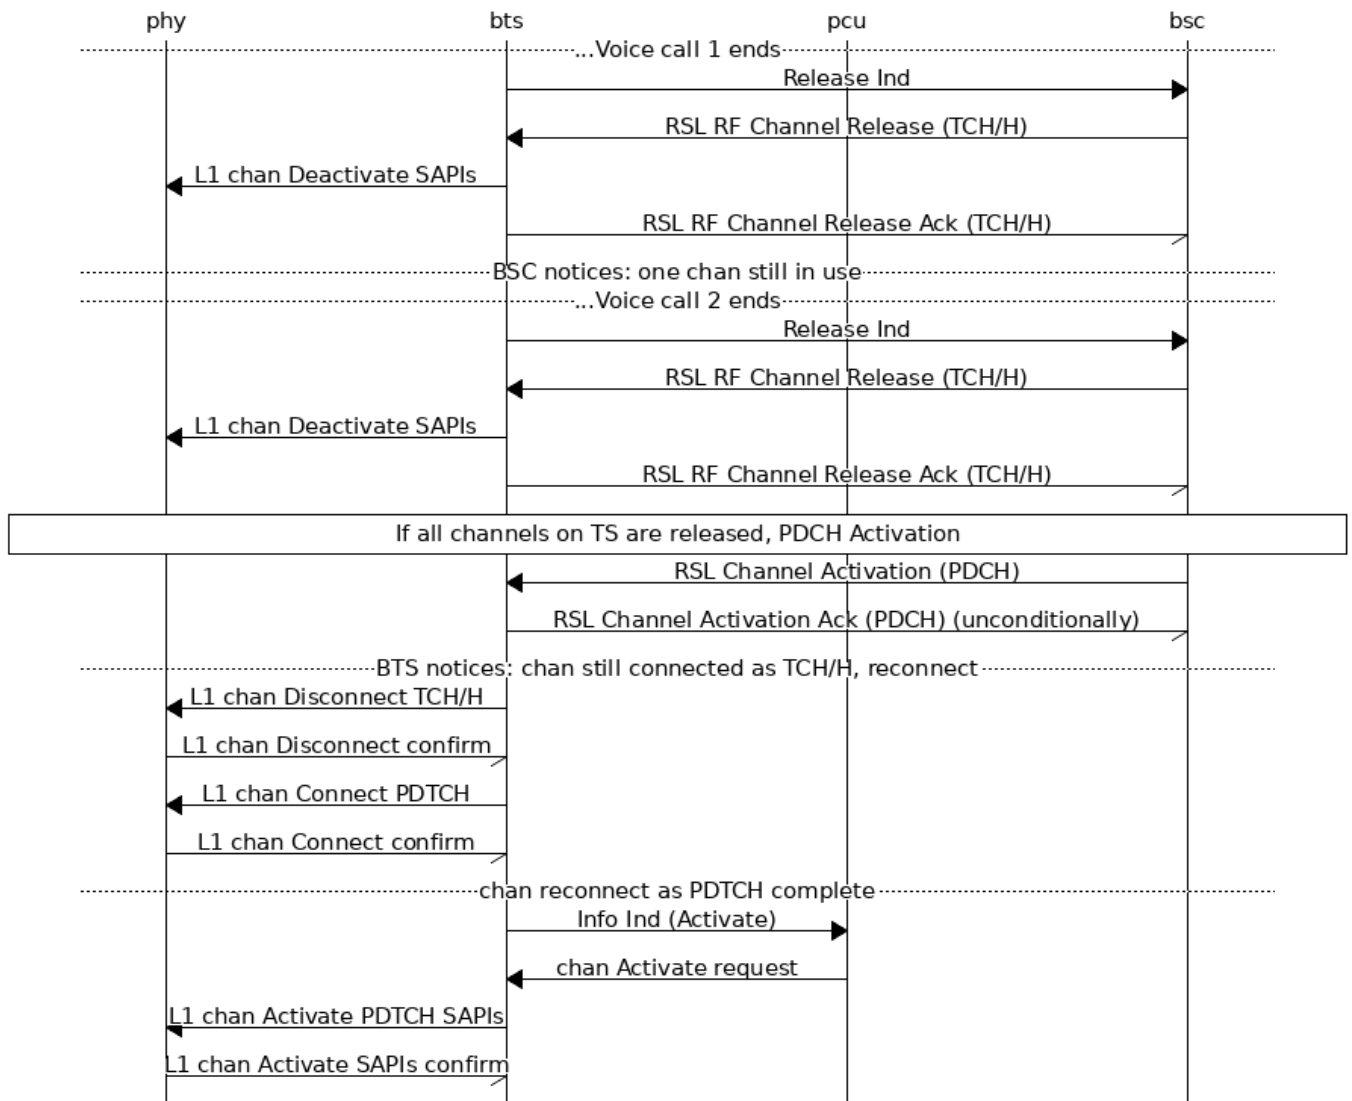 phy bts pcu bsc
...Voice call 1 ends
Release Ind
RSL RF Channel Release (TCH/H)
L1 chan Deactivate SAPIs
RSL RF Channel Release Ack (TCH/H)
BSC notices: one chan still in use
...Voice call 2 ends
Release Ind
RSL RF Channel Release (TCH/H)
L1 chan Deactivate SAPIs
RSL RF Channel Release Ack (TCH/H)
If all channels on TS are released, PDCH Activation
RSL Channel Activation (PDCH)
RSL Channel Activation Ack (PDCH) (unconditionally)
BTS notices: chan still connected as TCH/H, reconnect
L1 chan Disconnect TCH/H
L1 chan Disconnect confirm
L1 chan Connect PDTCH
L1 chan Connect confirm
chan reconnect as PDTCH complete
Info Ind (Activate)
chan Activate request
L1 chan Activate PDTCH SAPIs
L1 chan Activate SAPIs confirm